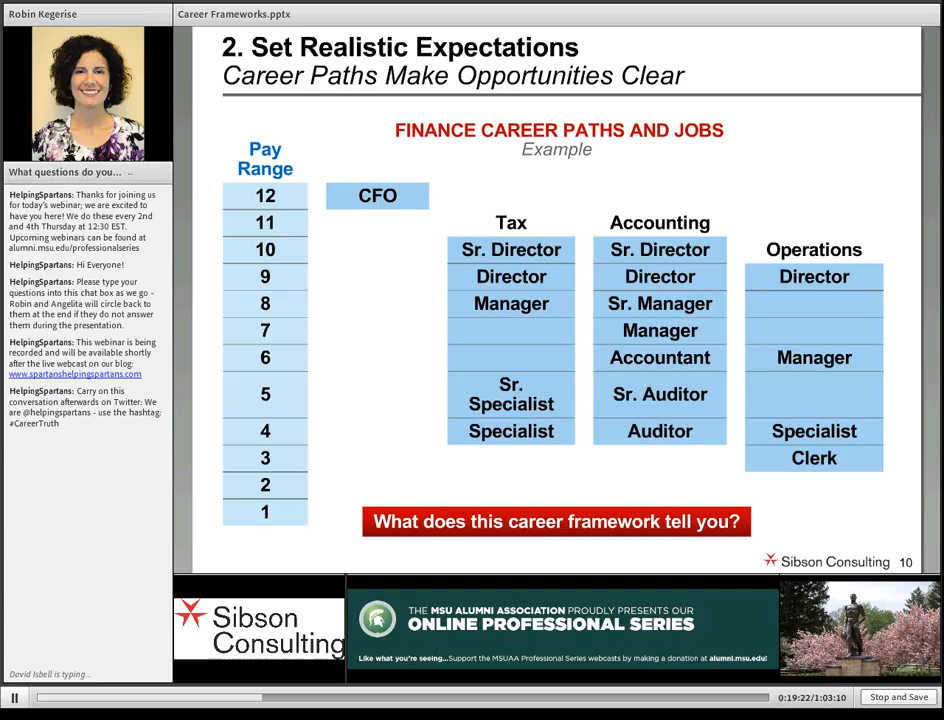 Robin Kegerise
Career Frameworks.pptx
What questions do you... ..
HelpingSpartans: Thanks for joining us
for today's webinar; we are excited to
have you here! We do these every 2nd
and 4th Thursday at 12:30 EST.
Upcoming webinars can be found at
alumni.msu.edu/professionalseries
HelpingSpartans: Hi Everyone!
HelpingSpartans: Please type your
questions into this chat box as we go –
Robin and Angelita will circle back to
them at the end if they do not answer
them during the presentation.
HelpingSpartans: This webinar is being
recorded and will be available shortly
after the live webcast on our blog:
www.spartanshelpingspartans.com
HelpingSpartans: Carry on this
conversation afterwards on Twitter: We
are @helpingspartans - use the hashtag:
#CareerTruth
David Isbell is typing...
2. Set Realistic Expectations
Career Paths Make Opportunities Clear
FINANCE CAREER PATHS AND JOBS
Example
Pay
Range
12 CFO
11 Tax Accounting
10 Sr. Director Sr. Director Operations
9 Director Director Director
8 Manager Sr. Manager
7 Manager
6 Accountant Manager
5 Sr. Specialist Sr. Auditor
4 Specialist Auditor Specialist
3 Clerk
2
1
What does this career framework tell you?
Sibson Consulting 10
Sibson
Consulting
THE MSU ALUMNI ASSOCIATION PROUDLY PRESENTS OUR
ONLINE PROFESSIONAL SERIES
Like what you're seeing...Support the MSUAA Professional Series webcasts by making a donation at alumni.msu.edu!
0:19:22/1:03:10
Stop and Save